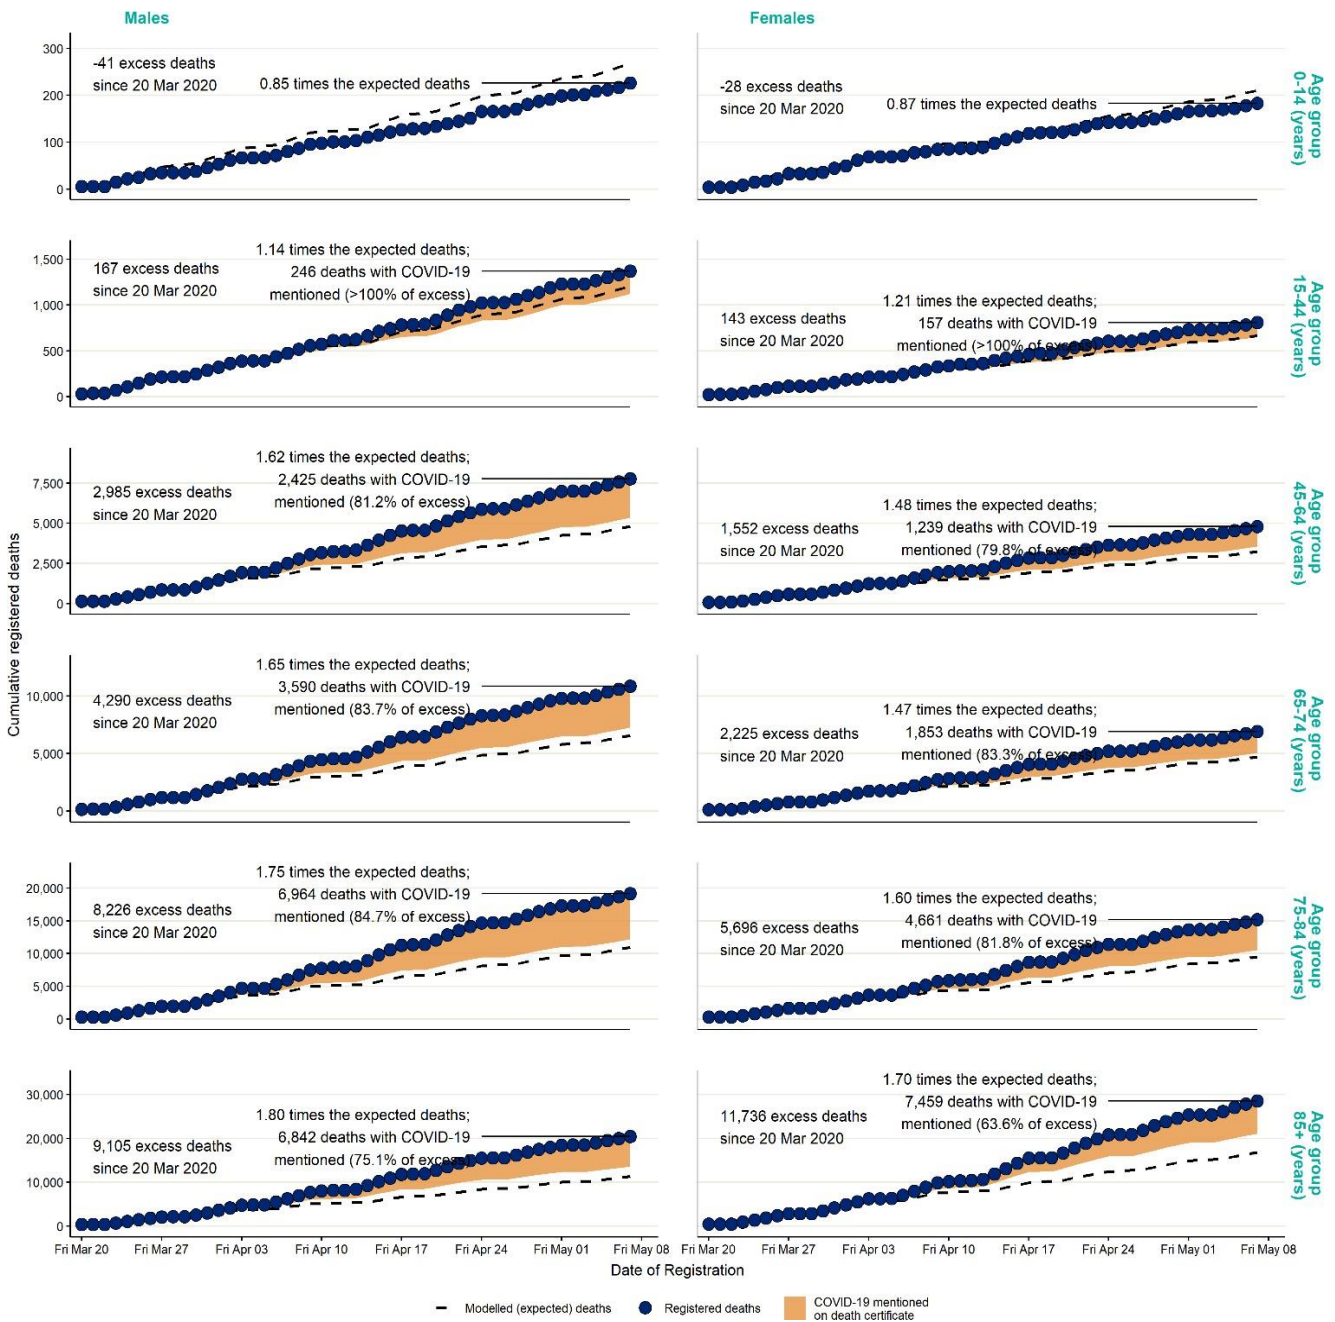 Males
Females
300
200
100
0
-41 excess deaths
since 20 Mar 2020
0.85 times the expected deaths
-28 excess deaths
since 20 Mar 2020
0.87 times the expected deaths
Age group
0-14 (years)
1,500
1,000
500
0
167 excess deaths
since 20 Mar 2020
1.14 times the expected deaths;
246 deaths with COVID-19
mentioned (>100% of excess)
143 excess deaths
since 20 Mar 2020
1.21 times the expected deaths;
157 deaths with COVID-19
mentioned (>100% of excess)
Age group
15-44 (years)
Cumulative registered deaths
7,500
5,000
2,500
0
2,985 excess deaths
since 20 Mar 2020
1.62 times the expected deaths;
2,425 deaths with COVID-19
mentioned (81.2% of excess)
1,552 excess deaths
since 20 Mar 2020
1.48 times the expected deaths;
1,239 deaths with COVID-19
mentioned (79.8% of excess)
Age group
45-64 (years)
10,000
5,000
0
4,290 excess deaths
since 20 Mar 2020
1.65 times the expected deaths;
3,590 deaths with COVID-19
mentioned (83.7% of excess)
2,225 excess deaths
since 20 Mar 2020
1.47 times the expected deaths;
1,853 deaths with COVID-19
mentioned (83.3% of excess)
Age group
65-74 (years)
20,000
15,000
10,000
5,000
0
8,226 excess deaths
since 20 Mar 2020
1.75 times the expected deaths;
6,964 deaths with COVID-19
mentioned (84.7% of excess)
5,696 excess deaths
since 20 Mar 2020
1.60 times the expected deaths;
4,661 deaths with COVID-19
mentioned (81.8% of excess)
Age group
75-84 (years)
30,000
20,000
10,000
0
9,105 excess deaths
since 20 Mar 2020
1.80 times the expected deaths;
6,842 deaths with COVID-19
mentioned (75.1% of excess)
11,736 excess deaths
since 20 Mar 2020
1.70 times the expected deaths;
7,459 deaths with COVID-19
mentioned (63.6% of excess)
Age group
85+ (years)
Fri Mar 20 Fri Mar 27 Fri Apr 03 Fri Apr 10 Fri Apr 17 Fri Apr 24 Fri May 01 Fri May 08
Fri Mar 20 Fri Mar 27 Fri Apr 03 Fri Apr 10 Fri Apr 17 Fri Apr 24 Fri May 01 Fri May 08
Date of Registration
Modelled (expected) deaths
Registered deaths
COVID-19 mentioned
on death certificate